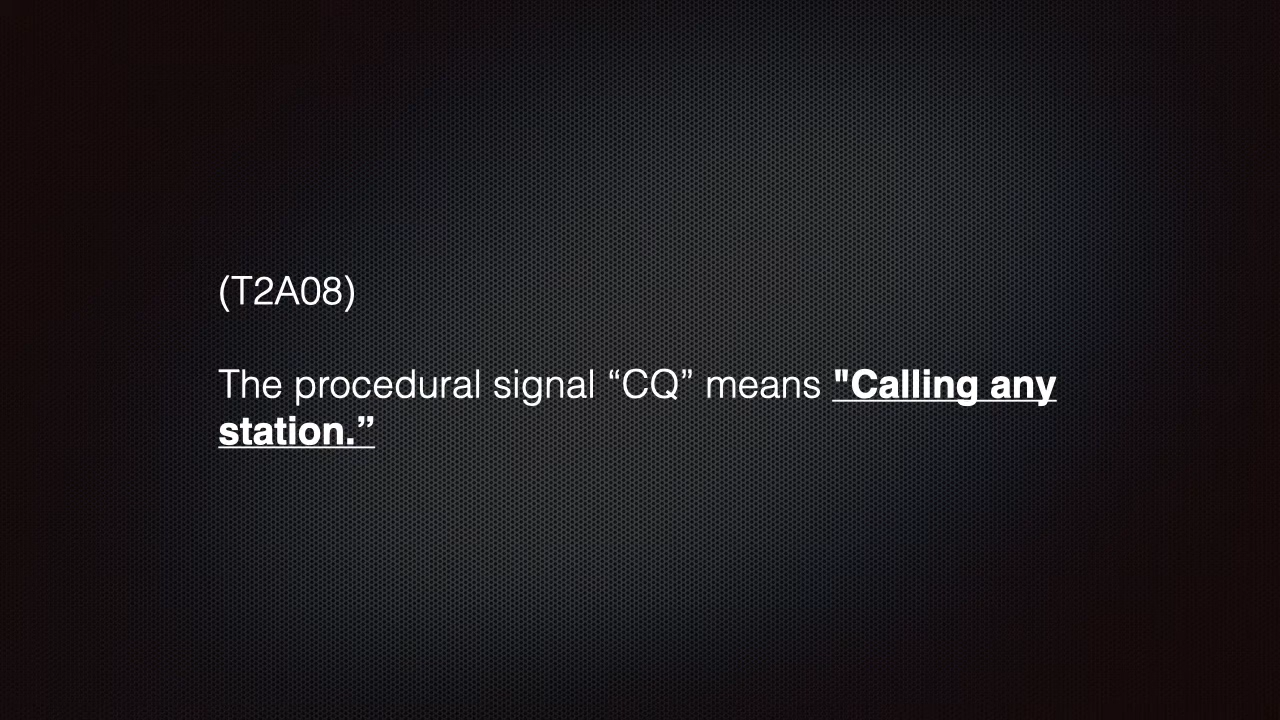 (T2A08)
The procedural signal “CQ” means "Calling any
station.”